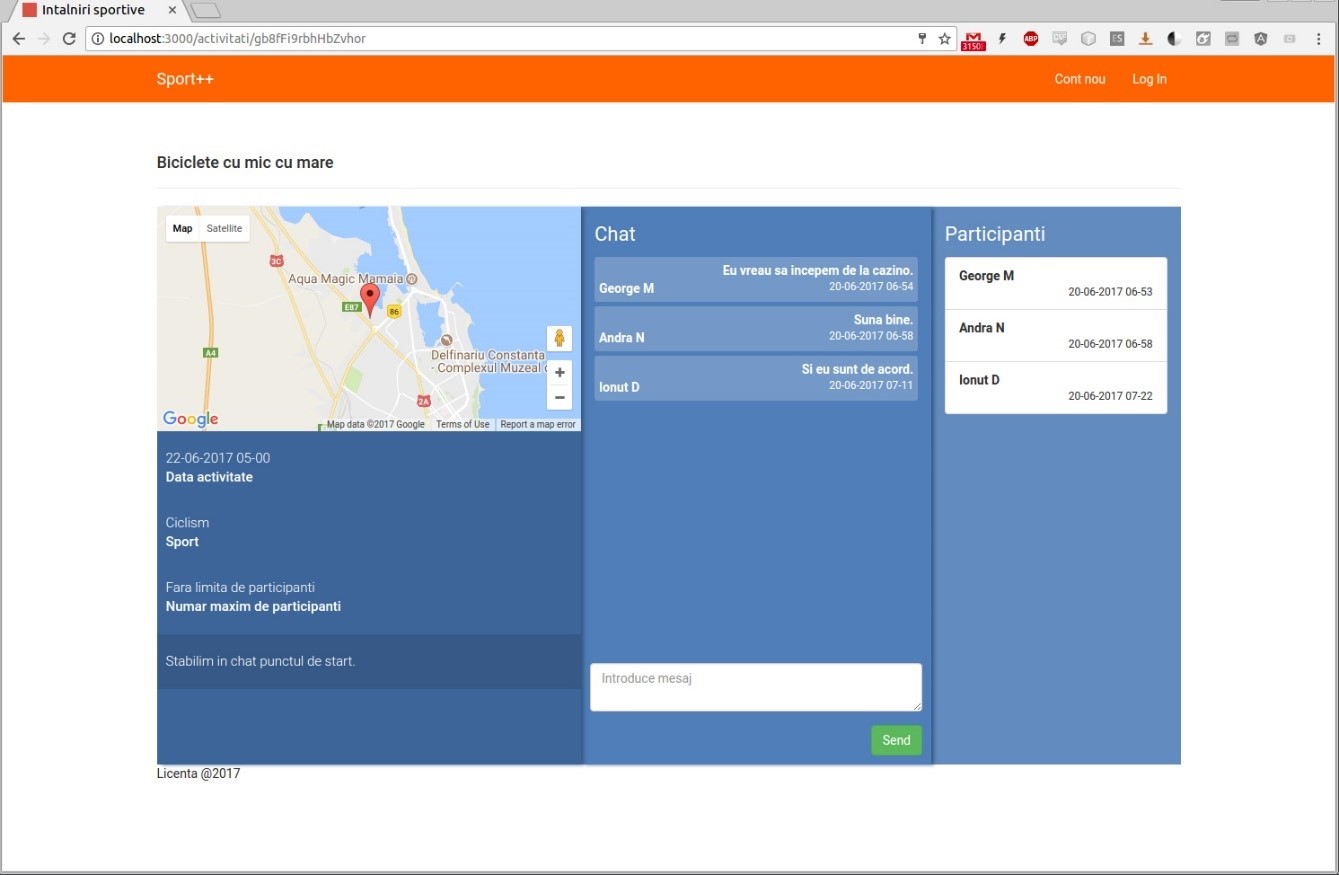 Intalniri sportive
localhost:3000/activitati/gb8fFi9rbhHbZvhor
3150!
ABP
ES
Sport++
Cont nou
Log In
Biciclete cu mic cu mare
Map
Satellite
3C
Aqua Magic Mamaia
E87
86
A4
Delfinariu Constanta
- Complexul Muzeal
2A
Google
Map data ©2017 Google
Terms of Use
Report a map error
22-06-2017 05-00
Data activitate
Ciclism
Sport
Fara limita de participanti
Numar maxim de participanti
Stabilim in chat punctul de start.
Chat
Eu vreau sa incepem de la cazino.
George M
20-06-2017 06-54
Suna bine.
Andra N
20-06-2017 06-58
Si eu sunt de acord.
Ionut D
20-06-2017 07-11
Introduce mesaj
Send
Participanti
George M
20-06-2017 06-53
Andra N
20-06-2017 06-58
Ionut D
20-06-2017 07-22
Licenta @2017